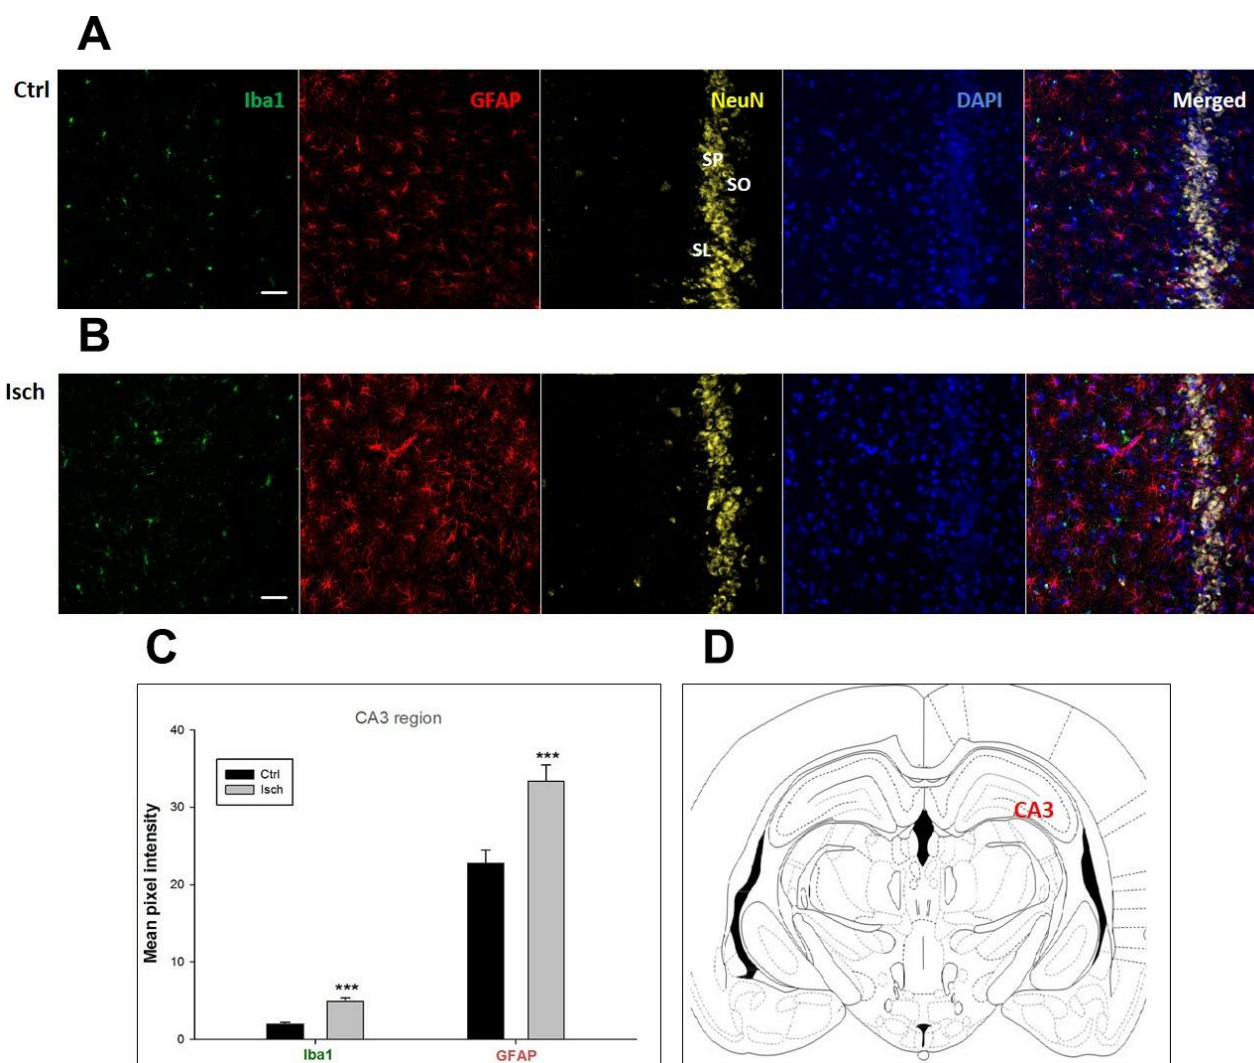 A
Ctrl
Iba1
GFAP
NeuN
DAPI
Merged
SP
SO
SL
B
Isch
C
D
CA3 region
40
30
20
10
0
Mean pixel intensity
Ctrl
Isch
***
***
Iba1
GFAP
CA3